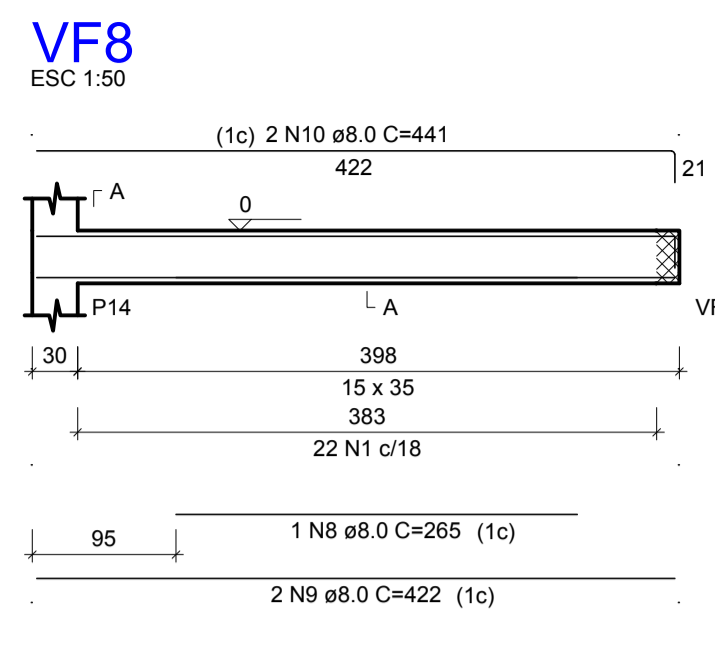 VF8
ESC 1:50
(1c) 2 N10 ø8.0 C=441
422
21
A
0
P14
A
VF
30
398
15 x 35
383
22 N1 c/18
1 N8 ø8.0 C=265 (1c)
95
2 N9 ø8.0 C=422 (1c)